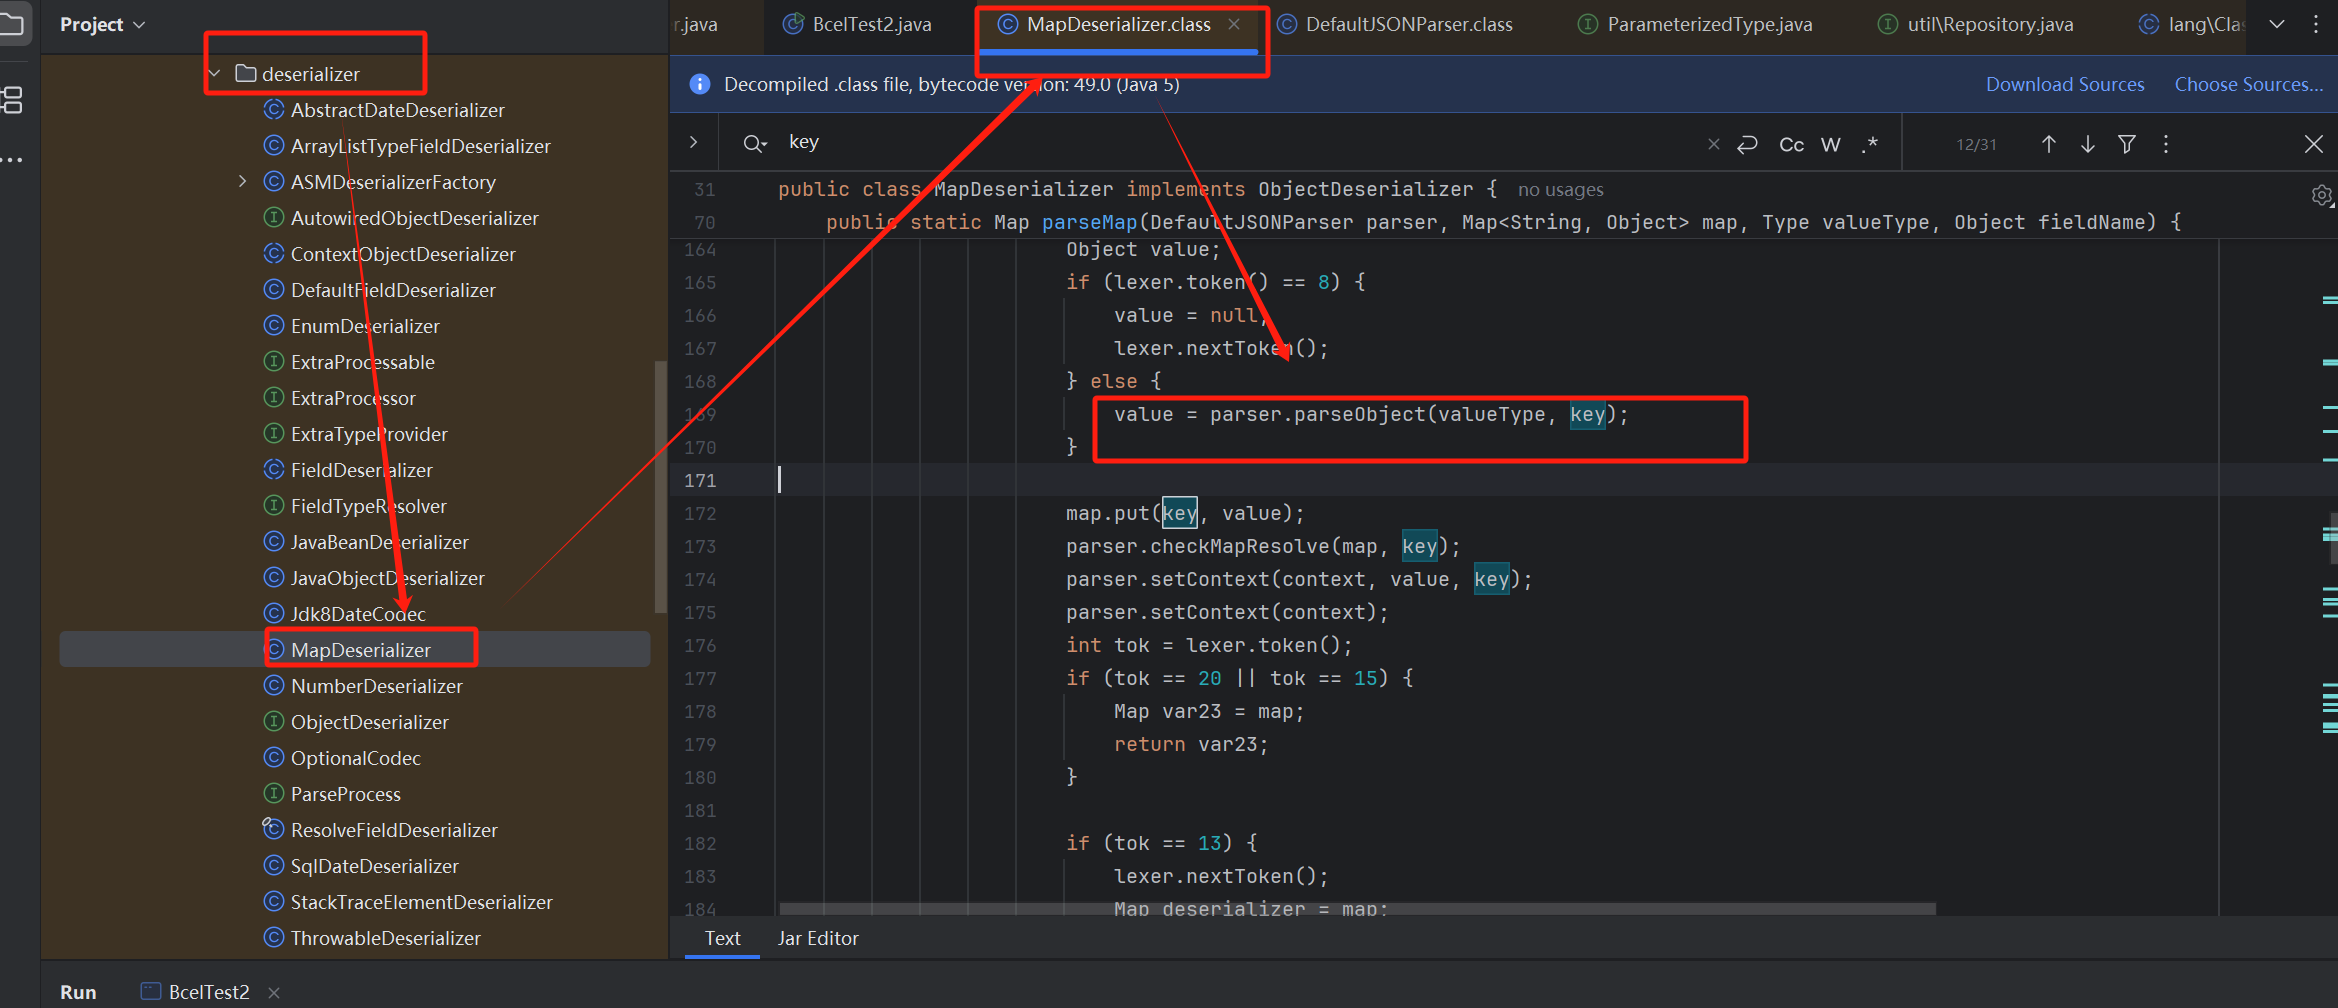 Project
deserializer
AbstractDateDeserializer
ArrayListTypeFieldDeserializer
ASMDeserializerFactory
AutowiredObjectDeserializer
ContextObjectDeserializer
DefaultFieldDeserializer
EnumDeserializer
ExtraProcessable
ExtraProcessor
ExtraTypeProvider
FieldDeserializer
FieldTypeResolver
JavaBeanDeserializer
JavaObjectDeserializer
Jdk8DateCodec
MapDeserializer
NumberDeserializer
ObjectDeserializer
OptionalCodec
ParseProcess
ResolveFieldDeserializer
SqlDateDeserializer
StackTraceElementDeserializer
ThrowableDeserializer
r.java BcelTest2.java MapDeserializer.class DefaultJSONParser.class ParameterizedType.java util\Repository.java lang\Cla
Decompiled .class file, bytecode version: 49.0 (Java 5) Download Sources Choose Sources...
key Cc W .* 12/31
31 public class MapDeserializer implements ObjectDeserializer { no usages
70 public static Map parseMap(DefaultJSONParser parser, Map<String, Object> map, Type valueType, Object fieldName) {
164 Object value;
165 if (lexer.token() == 8) {
166 value = null;
167 lexer.nextToken();
168 } else {
169 value = parser.parseObject(valueType, key);
170 }
171
172 map.put(key, value);
173 parser.checkMapResolve(map, key);
174 parser.setContext(context, value, key);
175 parser.setContext(context);
176 int tok = lexer.token();
177 if (tok == 20 || tok == 15) {
178 Map var23 = map;
179 return var23;
180 }
181
182 if (tok == 13) {
183 lexer.nextToken();
184 Map deserializer = map;
Text Jar Editor
Run BcelTest2